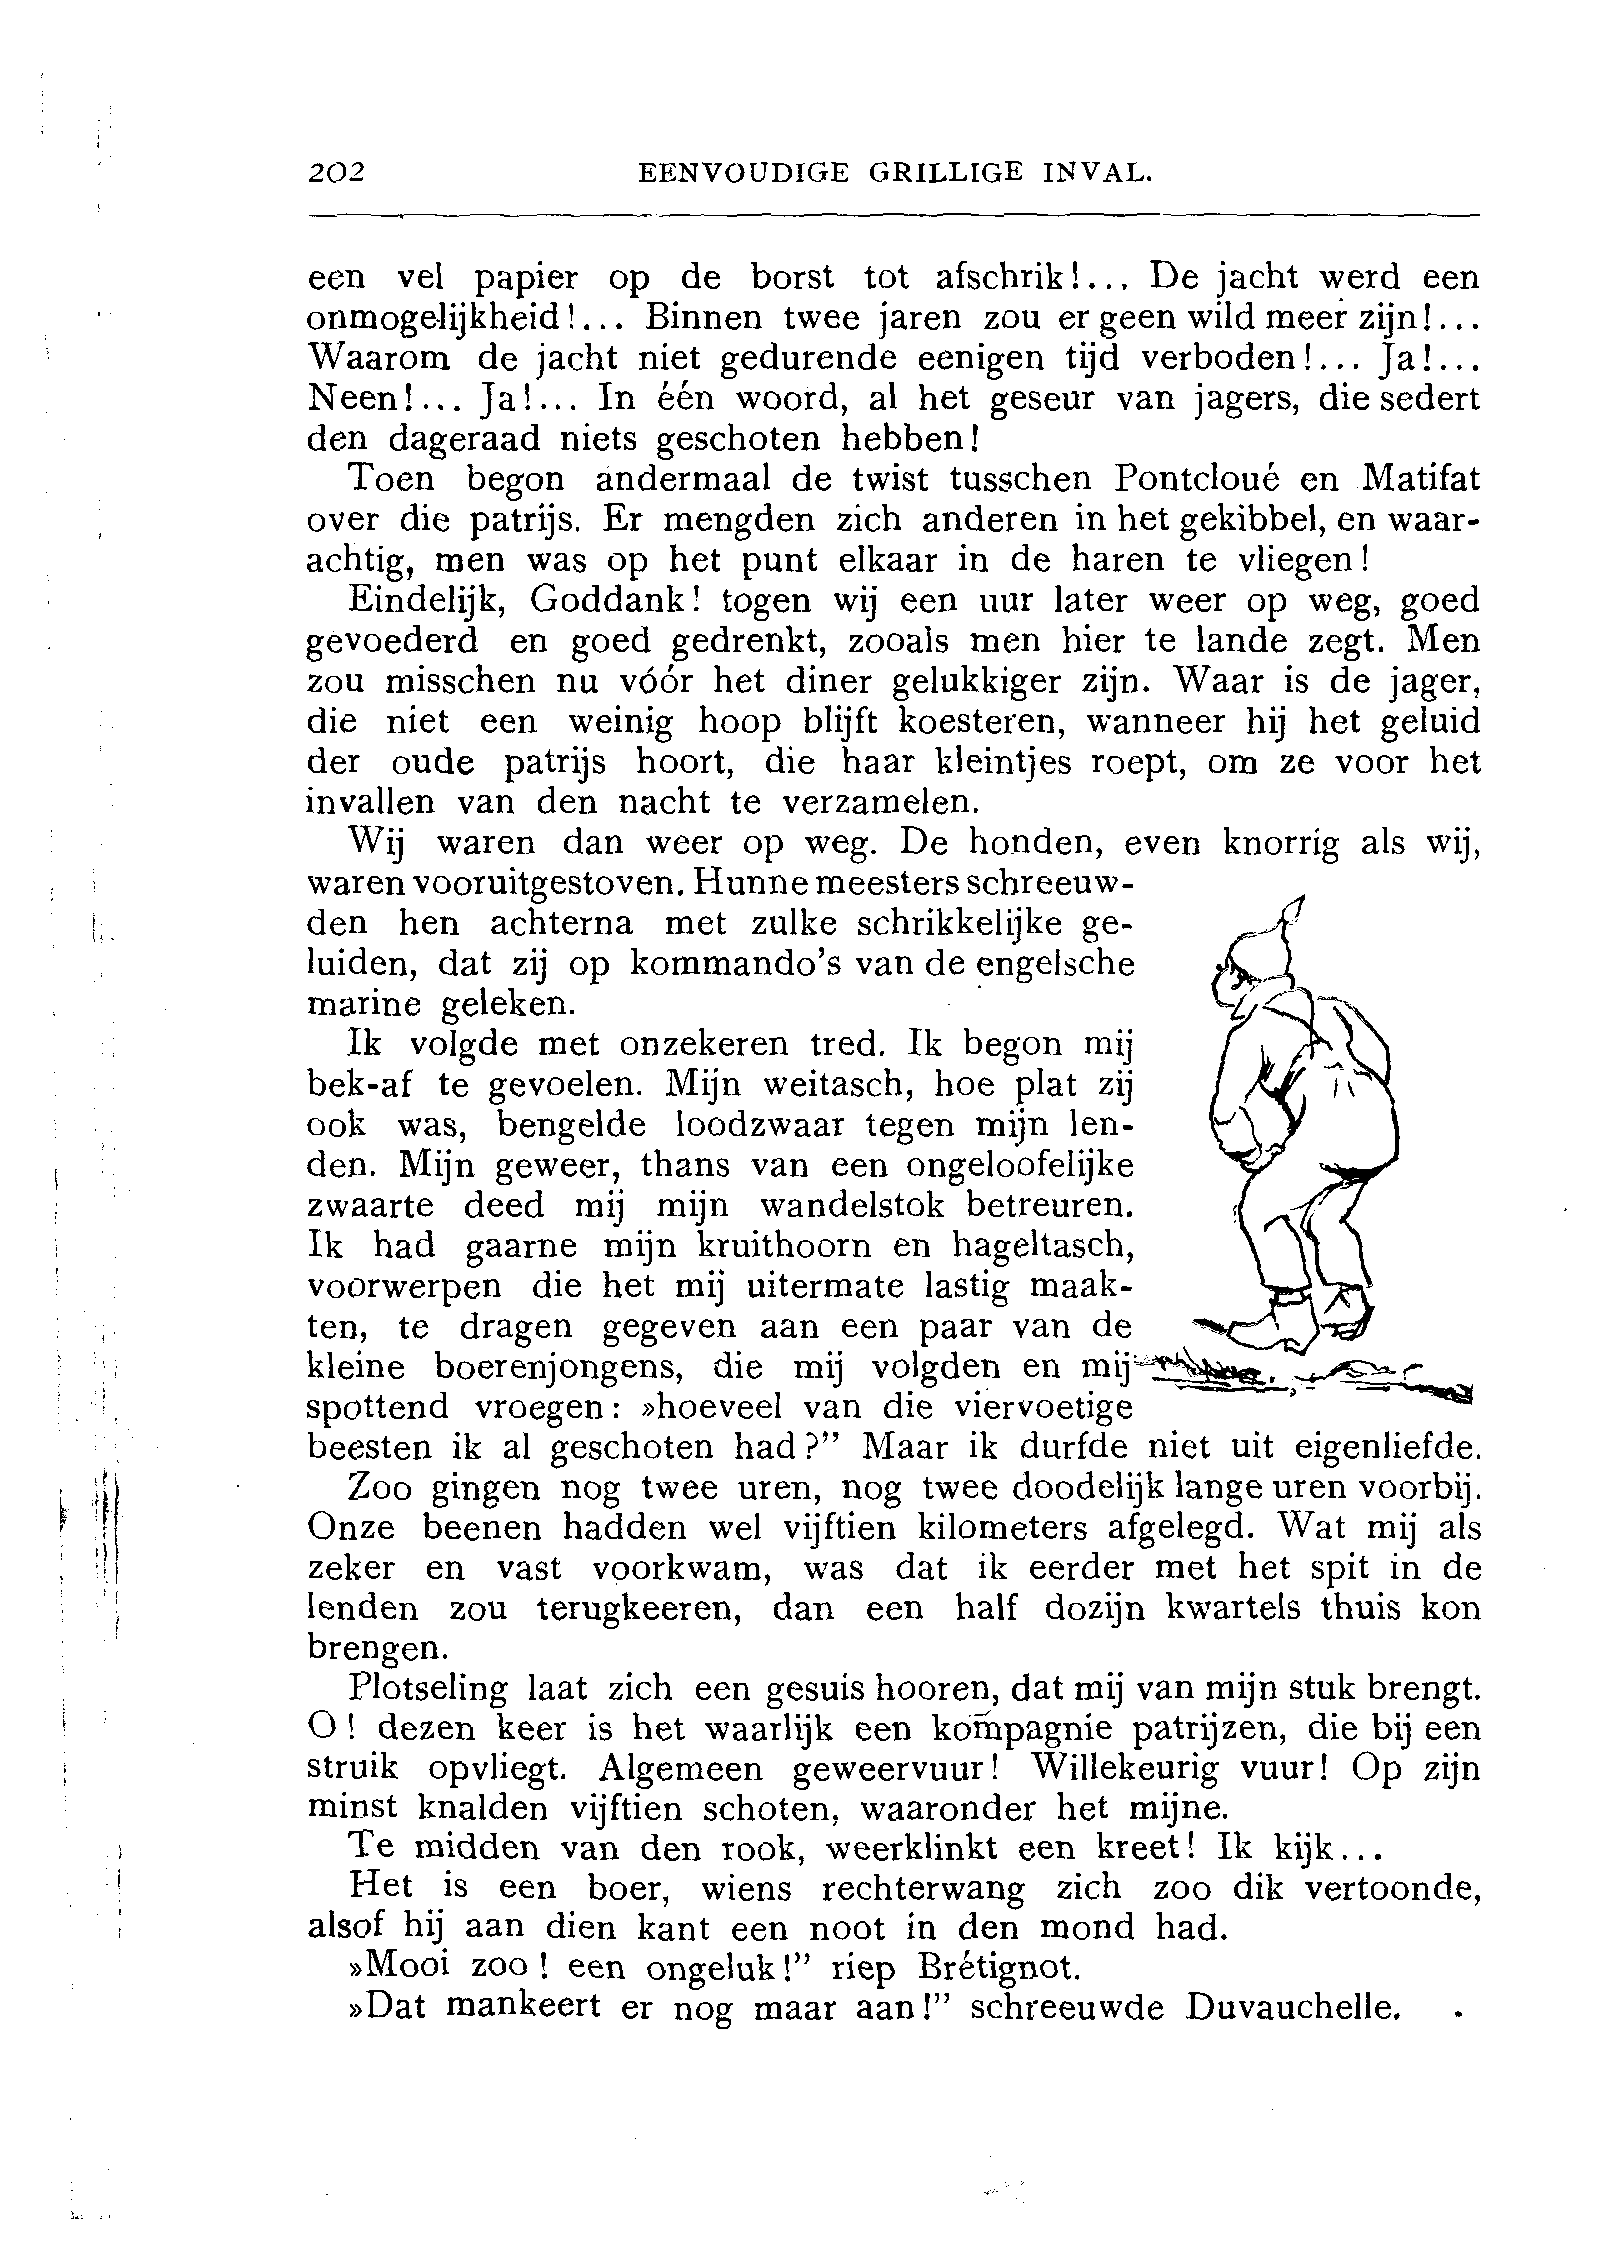 202 EENVOUDIGE GRILLIGE INVAL.
een vel papier op de borst tot afschrik!... De jacht werd een
onmogelijkheid!... Binnen twee jaren zou er geen wild meer zijn!...
Waarom de jacht niet gedurende eenigen tijd verboden!... Ja!...
Neen!... Ja!... In één woord, al het geseur van jagers, die sedert
den dageraad niets geschoten hebben!
Toen begon andermaal de twist tusschen Pontcloué en Matifat
over die patrijs. Er mengden zich anderen in het gekibbel, en waar-
achtig, men was op het punt elkaar in de haren te vliegen!
Eindelijk, Goddank! togen wij een uur later weer op weg, goed
gevoederd en goed gedrenkt, zooals men hier te lande zegt. Men
zou misschen nu vóór het diner gelukkiger zijn. Waar is de jager,
die niet een weinig hoop blijft koesteren, wanneer hij het geluid
der oude patrijs hoort, die haar kleintjes roept, om ze voor het
invallen van den nacht te verzamelen.
Wij waren dan weer op weg. De honden, even knorrig als wij,
waren vooruitgestoven. Hunne meesters schreeuw-
den hen achterna met zulke schrikkelijke ge-
luiden, dat zij op kommando's van de engelsche
marine geleken.
Ik volgde met onzekeren tred. Ik begon mij
bek-af te gevoelen. Mijn weitasch, hoe plat zij
ook was, bengelde loodzwaar tegen mijn len-
den. Mijn geweer, thans van een ongeloofelijke
zwaarte deed mij mijn wandelstok betreuren.
Ik had gaarne mijn kruithoorn en hageltasch,
voorwerpen die het mij uitermate lastig maak-
ten, te dragen gegeven aan een paar van de
kleine boerenjongens, die mij volgden en mij
spottend vroegen: »hoeveel van die viervoetige
beesten ik al geschoten had?” Maar ik durfde niet uit eigenliefde.
Zoo gingen nog twee uren, nog twee doodelijk lange uren voorbij.
Onze beenen hadden wel vijftien kilometers afgelegd. Wat mij als
zeker en vast voorkwam, was dat ik eerder met het spit in de
lenden zou terugkeeren, dan een half dozijn kwartels thuis kon
brengen.
Plotseling laat zich een gesuis hooren, dat mij van mijn stuk brengt.
O! dezen keer is het waarlijk een kompagnie patrijzen, die bij een
struik opvliegt. Algemeen geweervuur! Willekeurig vuur! Op zijn
minst knalden vijftien schoten, waaronder het mijne.
Te midden van den rook, weerklinkt een kreet! Ik kijk...
Het is een boer, wiens rechterwang zich zoo dik vertoonde,
alsof hij aan dien kant een noot in den mond had.
»Mooi zoo! een ongeluk!” riep Brétignot.
»Dat mankeert er nog maar aan!” schreeuwde Duvauchelle.